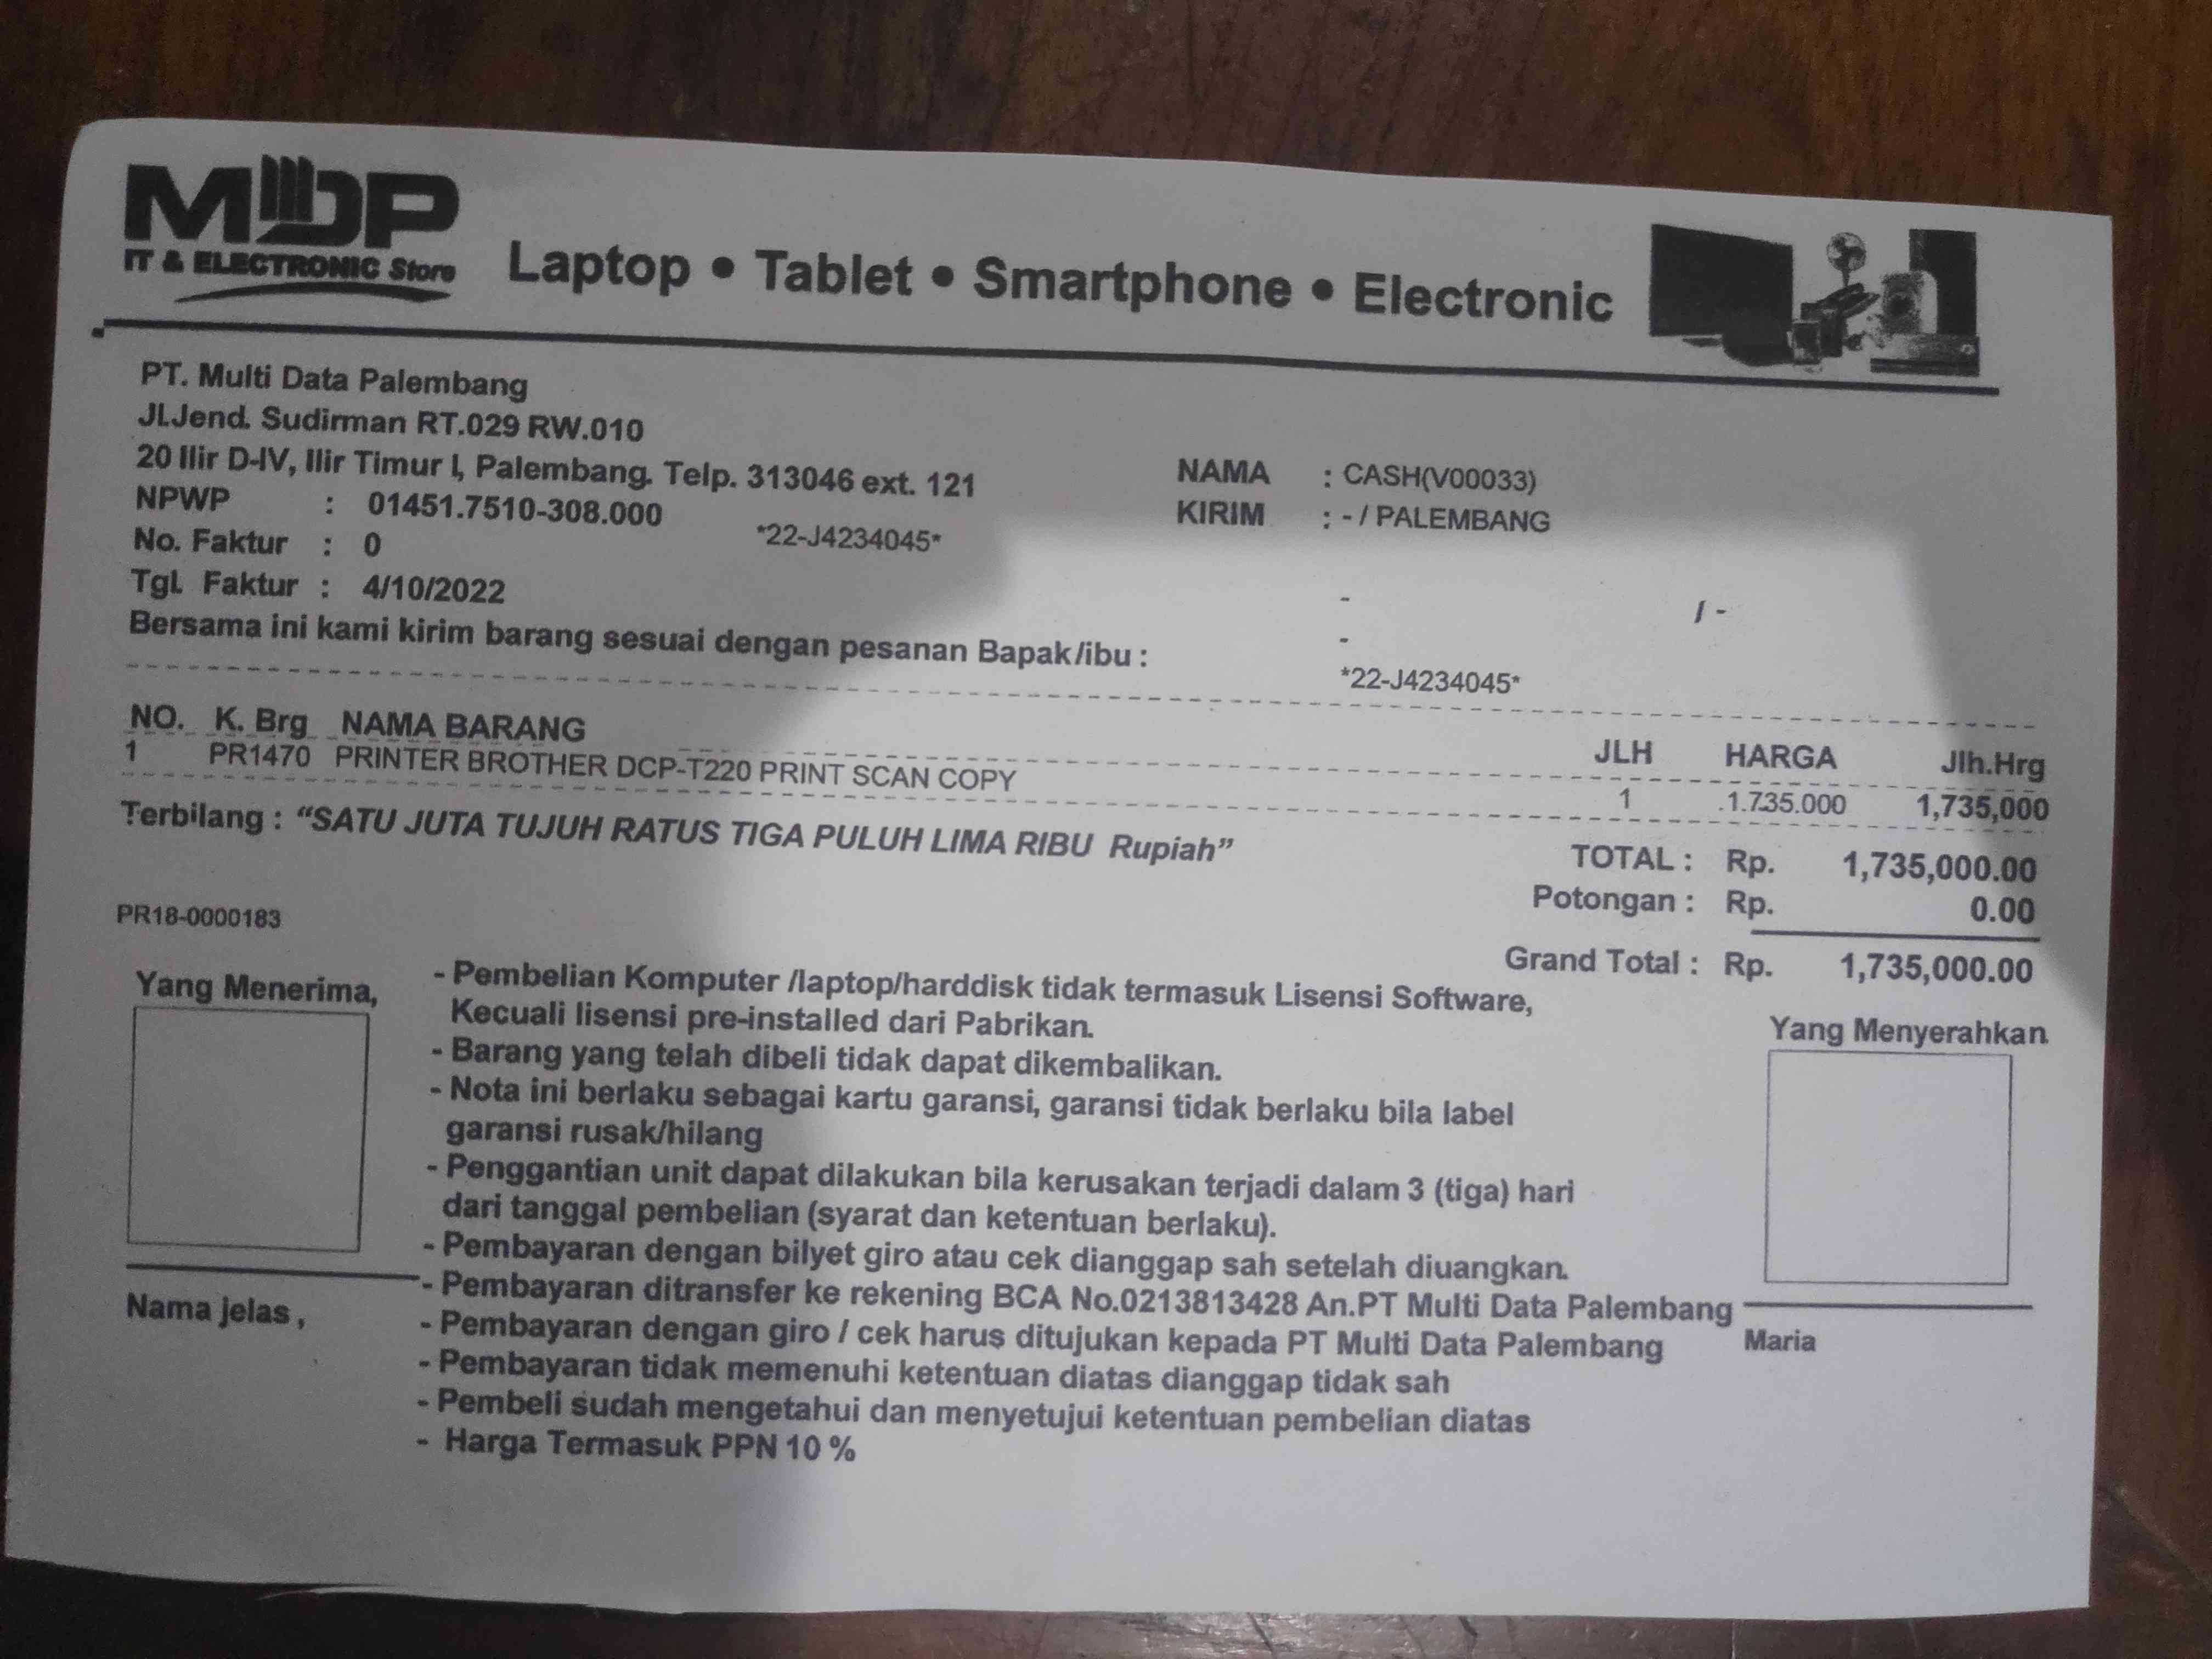 MDP
IT & ELECTRONIC Store
Laptop • Tablet • Smartphone • Electronic
PT. Multi Data Palembang
Jl.Jend. Sudirman RT.029 RW.010
20 Ilir D-IV, Ilir Timur I, Palembang. Telp. 313046 ext. 121
NPWP : 01451.7510-308.000
No. Faktur : 0 *22-J4234045*
Tgl. Faktur : 4/10/2022
Bersama ini kami kirim barang sesuai dengan pesanan Bapak/ibu :
NAMA : CASH(V00033)
KIRIM : - / PALEMBANG
- / -
-
*22-J4234045*
NO. K. Brg NAMA BARANG JLH HARGA Jlh.Hrg
1 PR1470 PRINTER BROTHER DCP-T220 PRINT SCAN COPY 1 .1.735.000 1,735,000
Terbilang : “SATU JUTA TUJUH RATUS TIGA PULUH LIMA RIBU Rupiah”
TOTAL : Rp. 1,735,000.00
Potongan : Rp. 0.00
Grand Total : Rp. 1,735,000.00
PR18-0000183
Yang Menerima,
Nama jelas ,
- Pembelian Komputer /laptop/harddisk tidak termasuk Lisensi Software,
Kecuali lisensi pre-installed dari Pabrikan.
- Barang yang telah dibeli tidak dapat dikembalikan.
- Nota ini berlaku sebagai kartu garansi, garansi tidak berlaku bila label
garansi rusak/hilang
- Penggantian unit dapat dilakukan bila kerusakan terjadi dalam 3 (tiga) hari
dari tanggal pembelian (syarat dan ketentuan berlaku).
- Pembayaran dengan bilyet giro atau cek dianggap sah setelah diuangkan.
- Pembayaran ditransfer ke rekening BCA No.0213813428 An.PT Multi Data Palembang
- Pembayaran dengan giro / cek harus ditujukan kepada PT Multi Data Palembang
- Pembayaran tidak memenuhi ketentuan diatas dianggap tidak sah
- Pembeli sudah mengetahui dan menyetujui ketentuan pembelian diatas
- Harga Termasuk PPN 10 %
Yang Menyerahkan
Maria